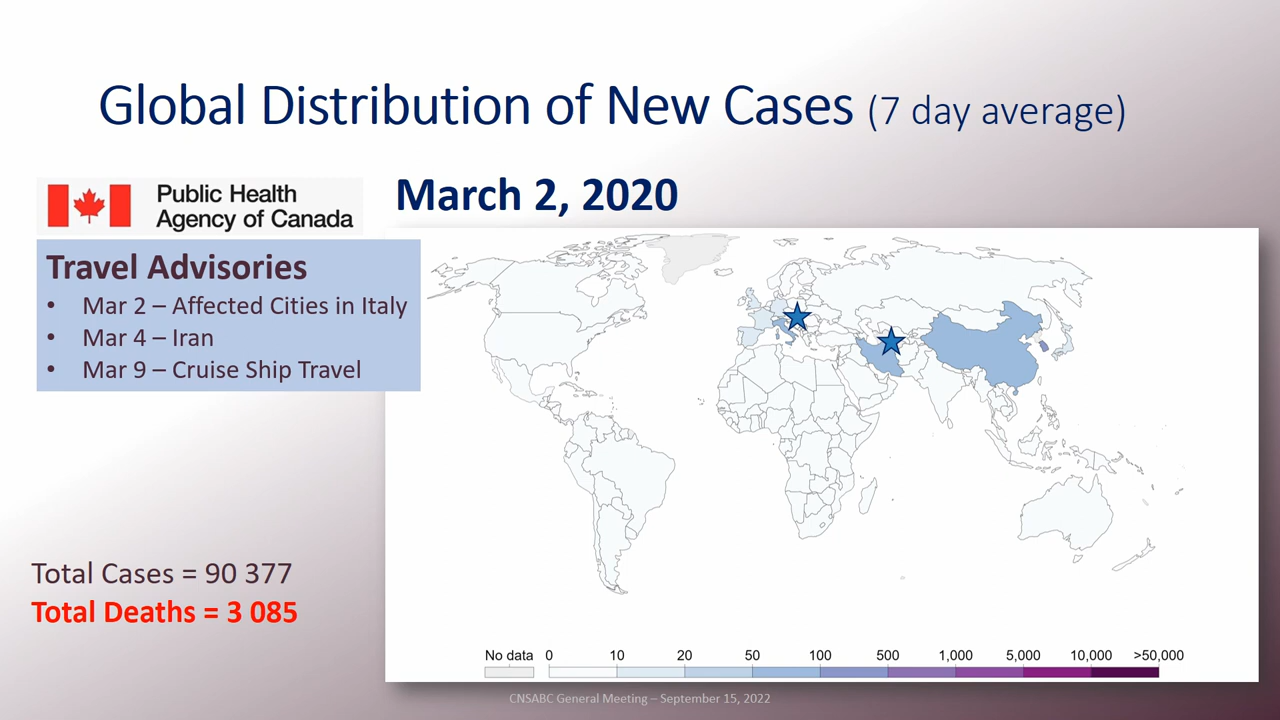 Global Distribution of New Cases (7 day average)
Public Health
Agency of Canada
March 2, 2020
Travel Advisories
• Mar 2 – Affected Cities in Italy
• Mar 4 – Iran
• Mar 9 – Cruise Ship Travel
Total Cases = 90 377
Total Deaths = 3 085
No data 0 10 20 50 100 500 1,000 5,000 10,000 >50,000
CNSABC General Meeting – September 15, 2022